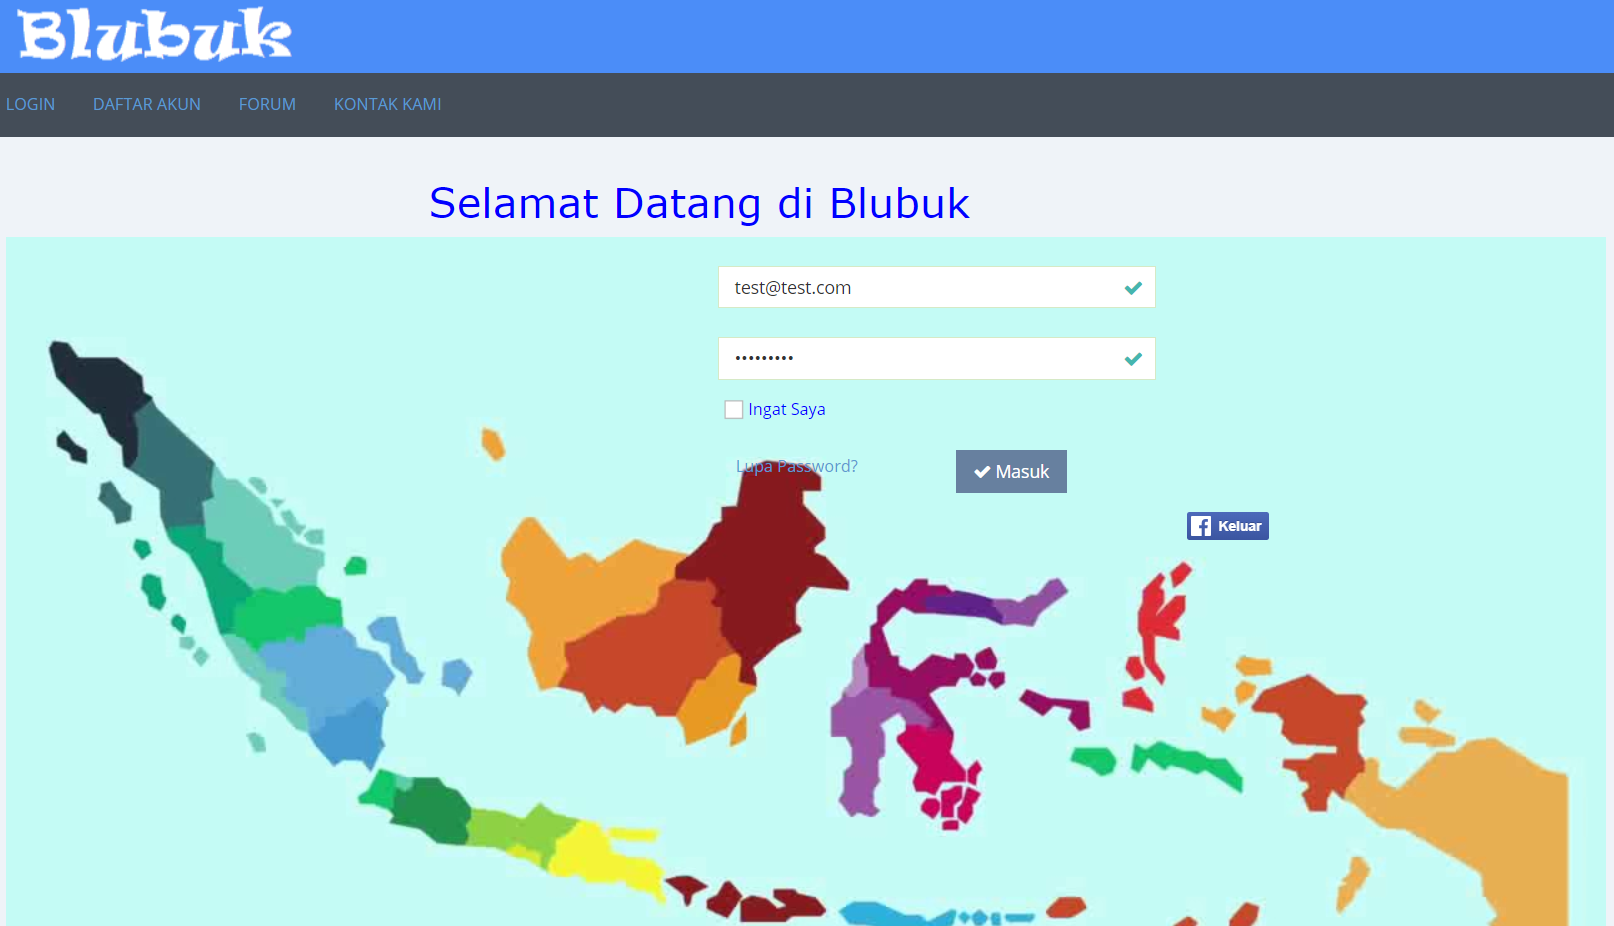 Blubuk
LOGIN DAFTAR AKUN FORUM KONTAK KAMI
Selamat Datang di Blubuk
test@test.com
•••••••••
Ingat Saya
Lupa Password?
Masuk
Keluar